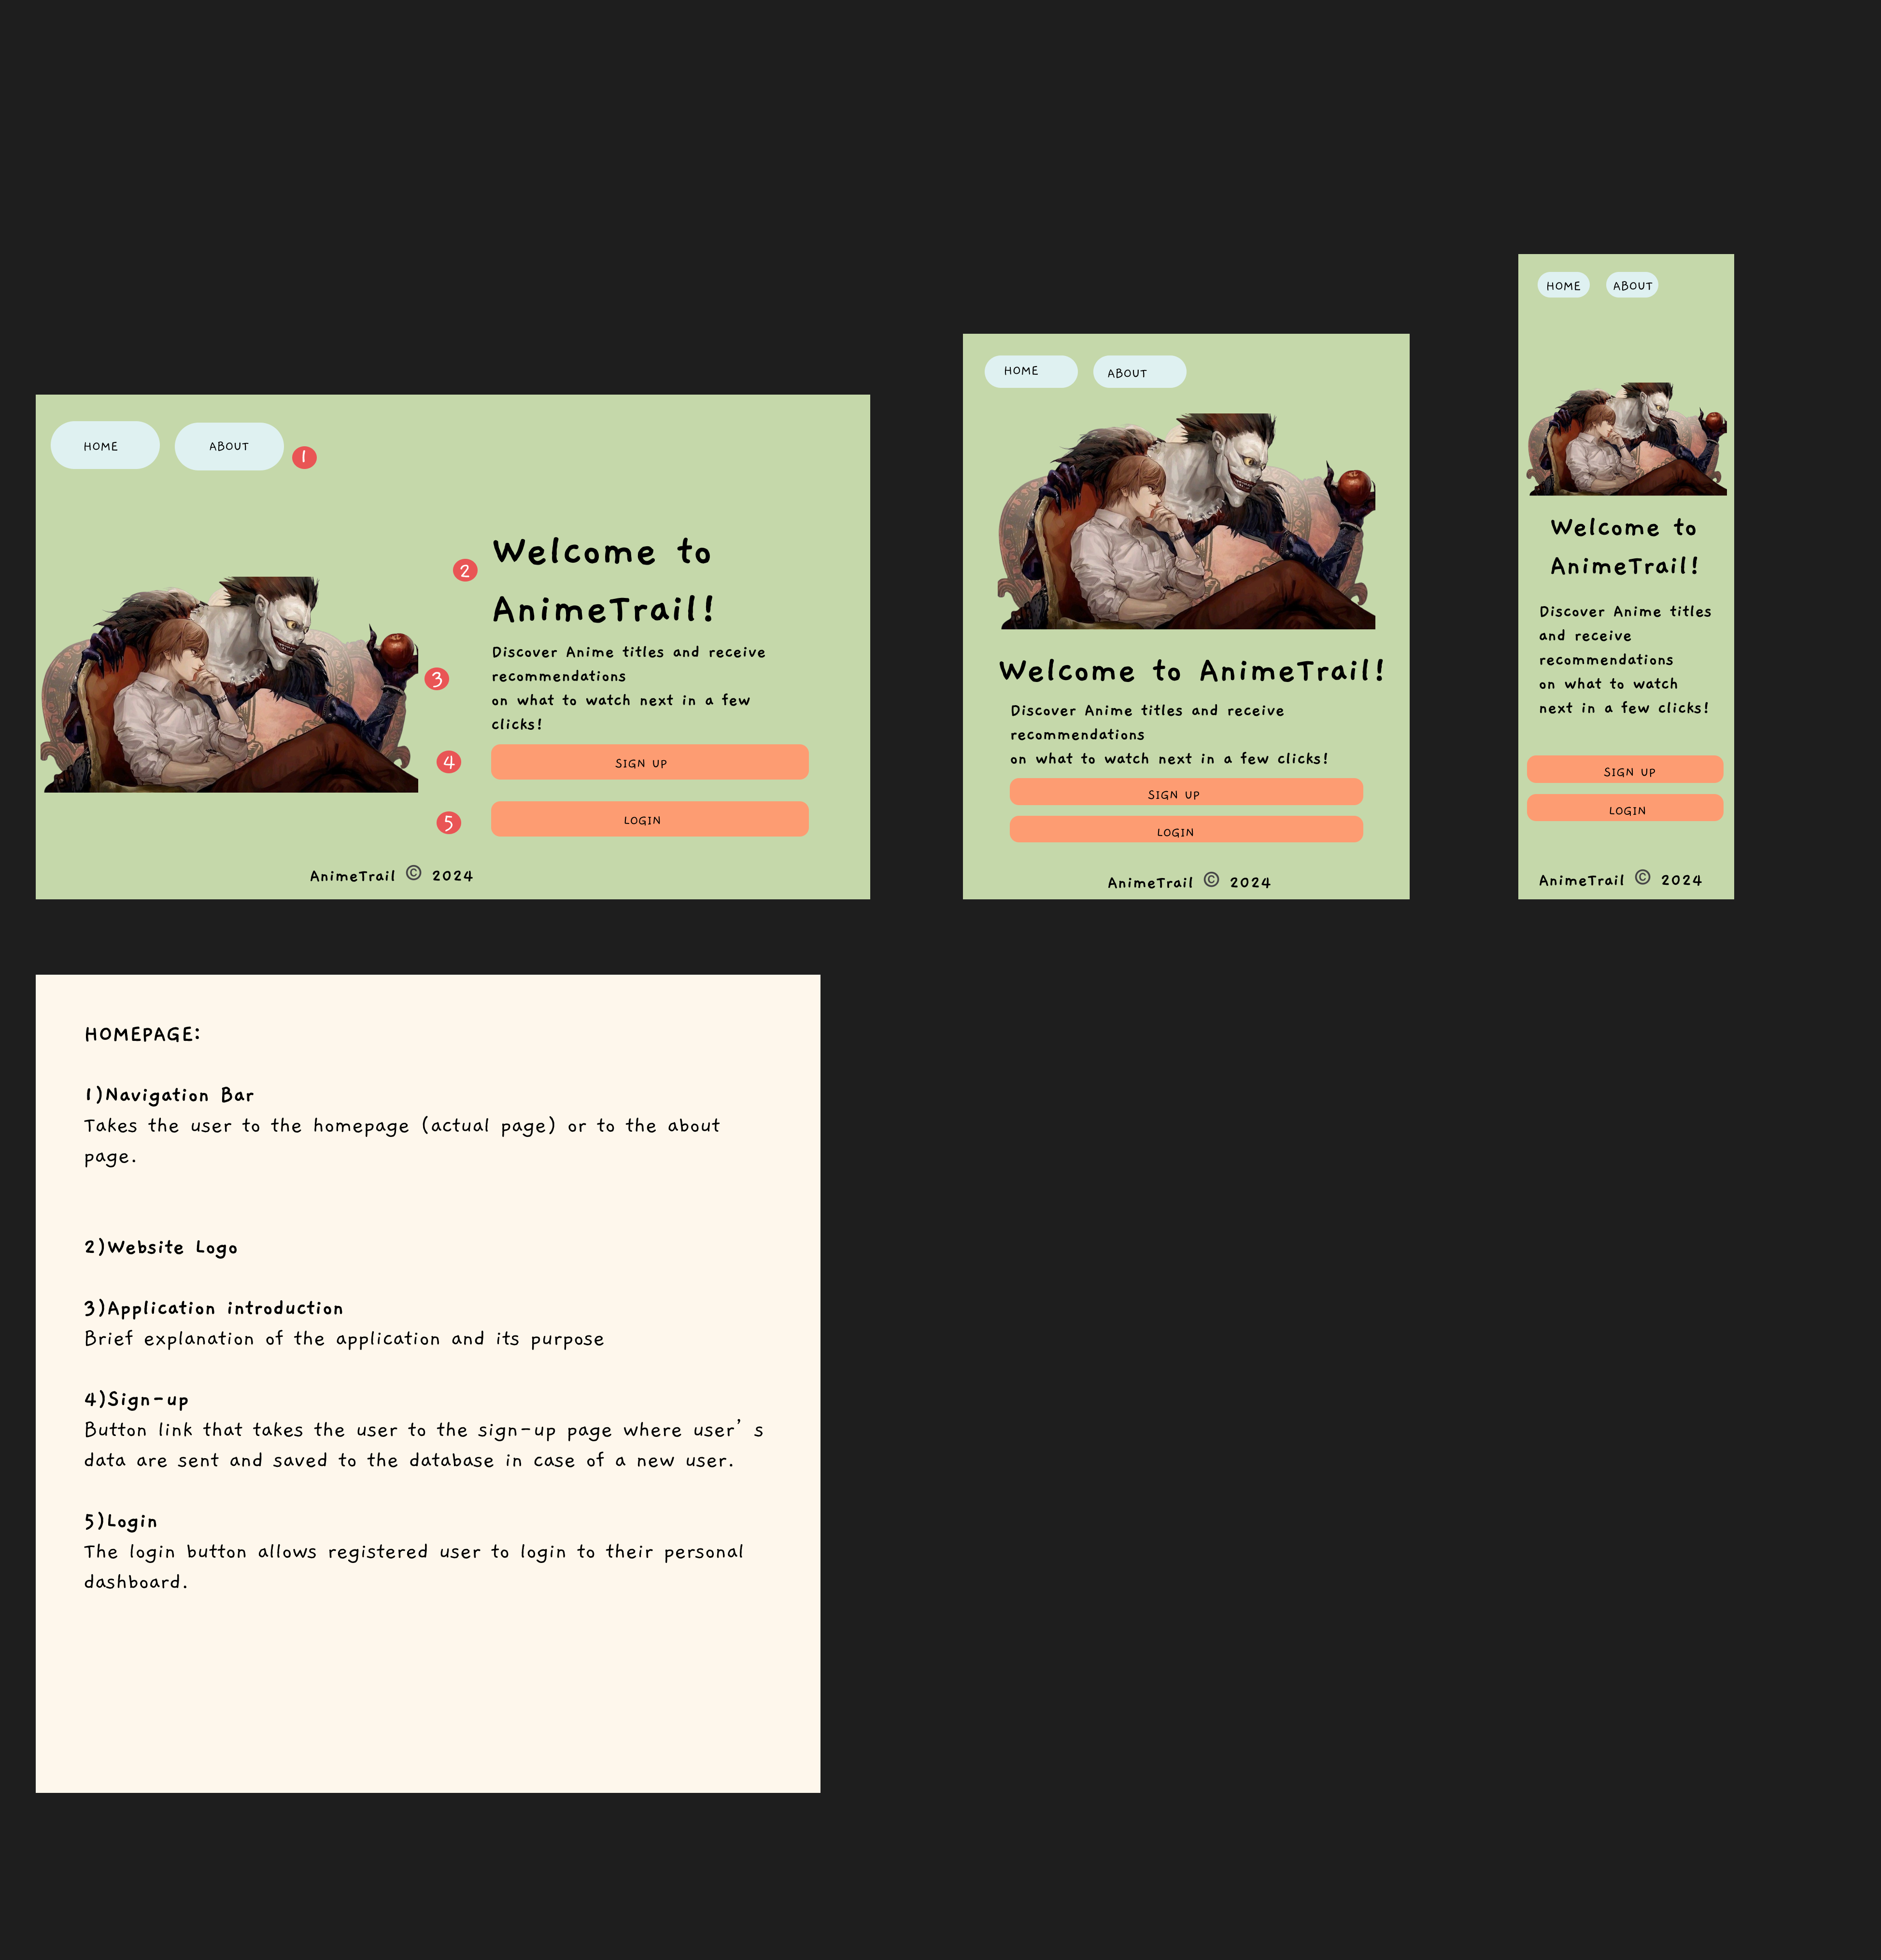 HOME
ABOUT
1
2
Welcome to
AnimeTrail!
3
Discover Anime titles and receive
recommendations
on what to watch next in a few
clicks!
4
SIGN UP
5
LOGIN
AnimeTrail © 2024
HOME
ABOUT
Welcome to AnimeTrail!
Discover Anime titles and receive
recommendations
on what to watch next in a few clicks!
SIGN UP
LOGIN
AnimeTrail © 2024
HOME
ABOUT
Welcome to
AnimeTrail!
Discover Anime titles
and receive
recommendations
on what to watch
next in a few clicks!
SIGN UP
LOGIN
AnimeTrail © 2024
HOMEPAGE:
1)Navigation Bar
Takes the user to the homepage (actual page) or to the about
page.
2)Website Logo
3)Application introduction
Brief explanation of the application and its purpose
4)Sign-up
Button link that takes the user to the sign-up page where user's
data are sent and saved to the database in case of a new user.
5)Login
The login button allows registered user to login to their personal
dashboard.